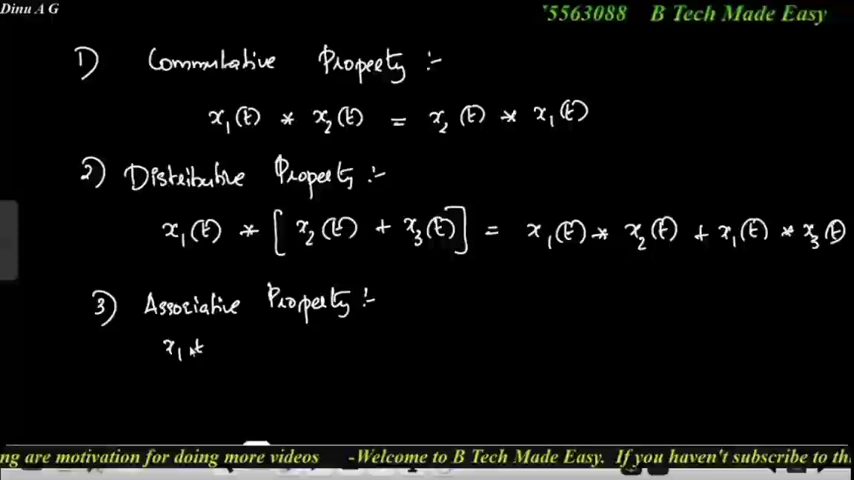 Dinu A G
5563088 B Tech Made Easy
1) Commulative Property :-
x₁(t) * x₂(t) = x₂(t) * x₁(t)
2) Distributive Property :-
x₁(t) * [x₂(t) + x₃(t)] = x₁(t) * x₂(t) + x₁(t) * x₃(t)
3) Associative Property :-
x₁ t
ng are motivation for doing more videos -Welcome to B Tech Made Easy. If you haven't subscribe to th